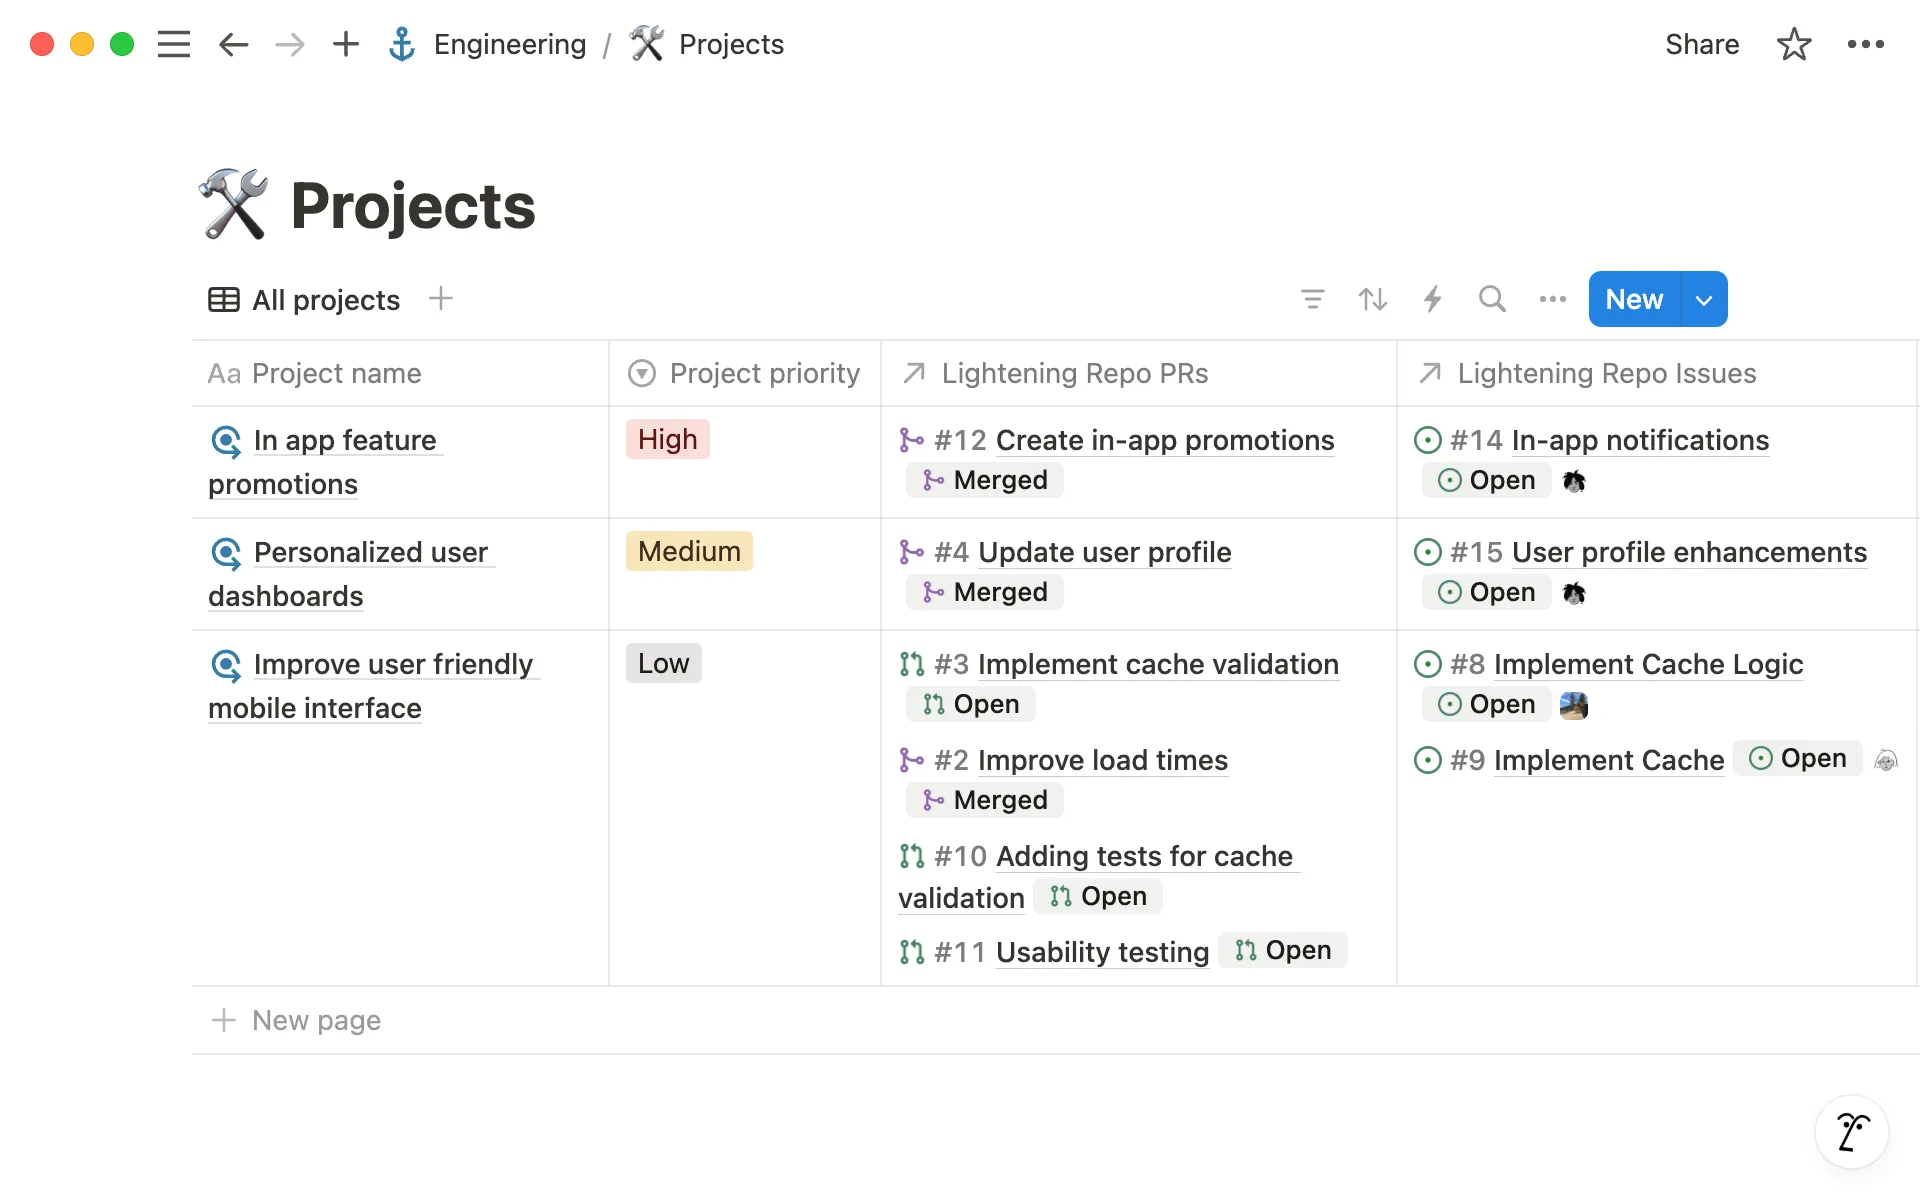 Engineering / Projects
Share
Projects
All projects
New
Aa Project name
Project priority
Lightening Repo PRs
Lightening Repo Issues
In app feature
promotions
High
#12 Create in-app promotions
Merged
#14 In-app notifications
Open
Personalized user
dashboards
Medium
#4 Update user profile
Merged
#15 User profile enhancements
Open
Improve user friendly
mobile interface
Low
#3 Implement cache validation
Open
#2 Improve load times
Merged
#10 Adding tests for cache
validation Open
#11 Usability testing Open
#8 Implement Cache Logic
Open
#9 Implement Cache Open
New page